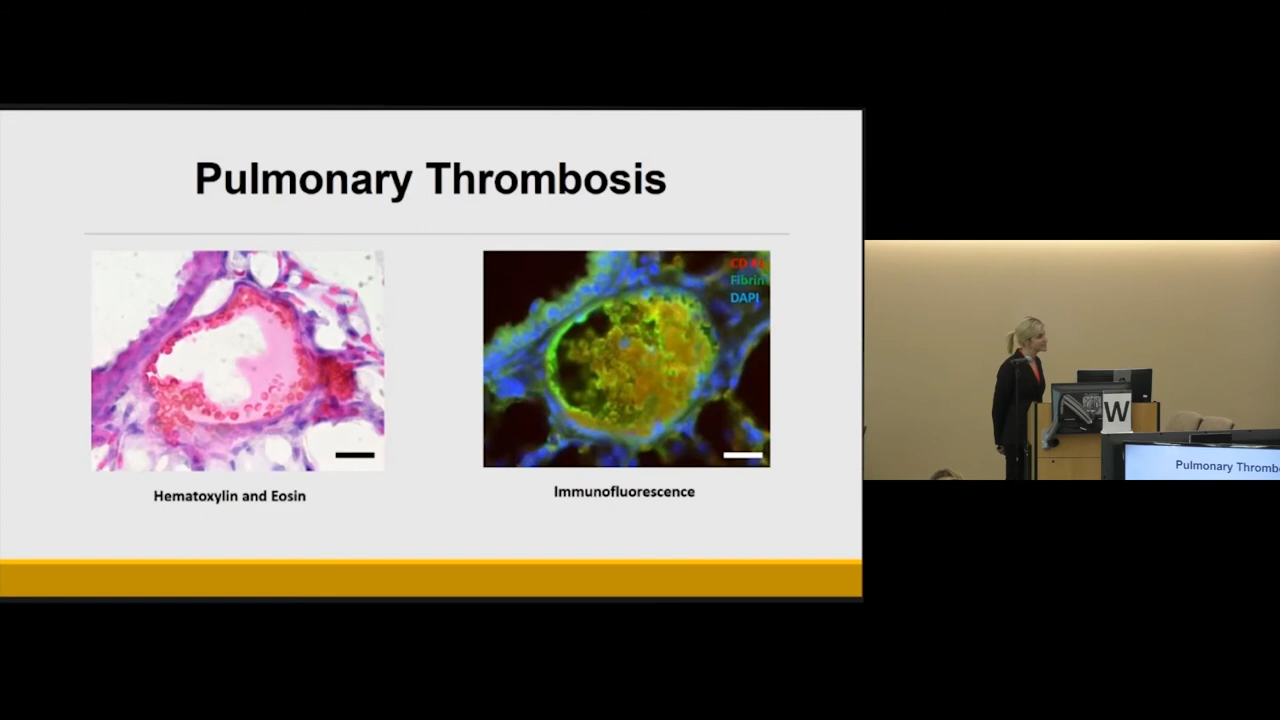 Pulmonary Thrombosis
Fibrin
DAPI
Hematoxylin and Eosin
Immunofluorescence
W
Pulmonary Thromb